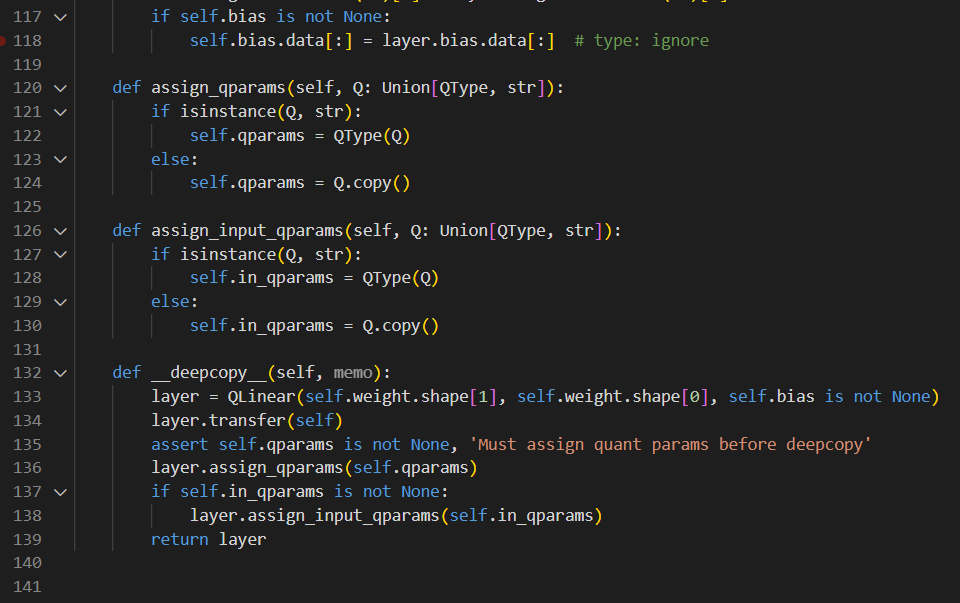 117 if self.bias is not None:
118 self.bias.data[:] = layer.bias.data[:]  # type: ignore
119
120 def assign_qparams(self, Q: Union[QType, str]):
121 if isinstance(Q, str):
122 self.qparams = QType(Q)
123 else:
124 self.qparams = Q.copy()
125
126 def assign_input_qparams(self, Q: Union[QType, str]):
127 if isinstance(Q, str):
128 self.in_qparams = QType(Q)
129 else:
130 self.in_qparams = Q.copy()
131
132 def __deepcopy__(self, memo):
133 layer = QLinear(self.weight.shape[1], self.weight.shape[0], self.bias is not None)
134 layer.transfer(self)
135 assert self.qparams is not None, 'Must assign quant params before deepcopy'
136 layer.assign_qparams(self.qparams)
137 if self.in_qparams is not None:
138 layer.assign_input_qparams(self.in_qparams)
139 return layer
140
141